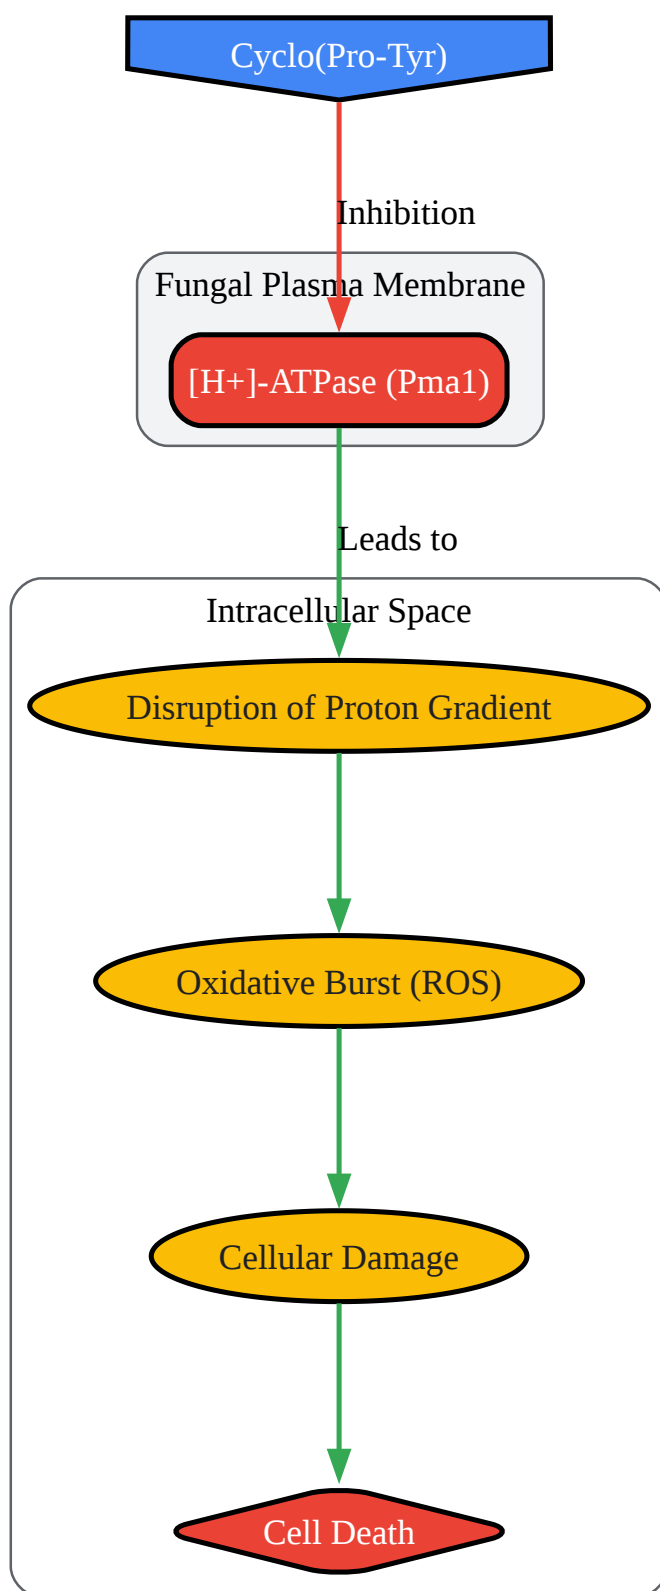 Cyclo(Pro-Tyr)
Inhibition
Fungal Plasma Membrane
[H+]-ATPase (Pma1)
Leads to
Intracellular Space
Disruption of Proton Gradient
Oxidative Burst (ROS)
Cellular Damage
Cell Death